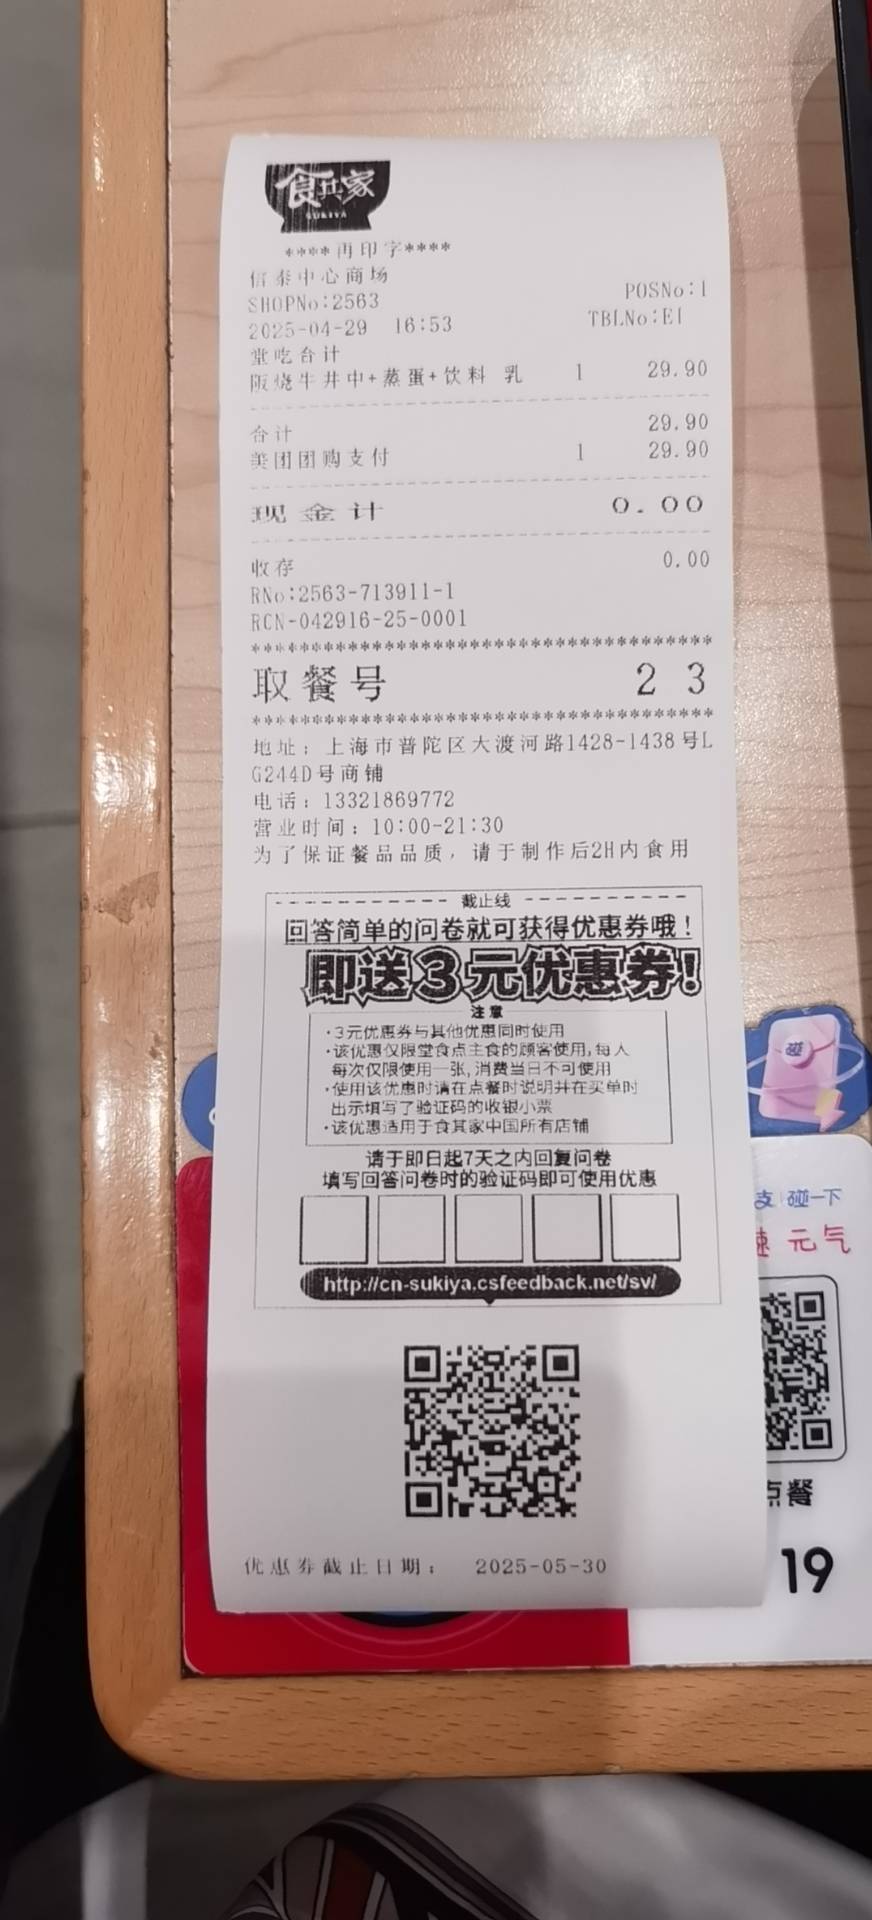 食其家
SUKIYA
****再印字****
信泰中心商场
SHOPNo:2563 POSNo:1
2025-04-29 16:53 TBLNo:E1
堂吃合计
阪烧牛丼中+蒸蛋+饮料 乳 1 29.90
合计 29.90
美团团购支付 1 29.90
现金计 0.00
收存 0.00
RNo:2563-713911-1
RCN-042916-25-0001
取餐号 23
地址：上海市普陀区大渡河路1428-1438号L
G244D号商铺
电话：13321869772
营业时间：10:00-21:30
为了保证餐品品质，请于制作后2H内食用
截止线
回答简单的问卷就可获得优惠券哦！
即送3元优惠券！
注意
·3元优惠券与其他优惠同时使用
·该优惠仅限堂食点主食的顾客使用,每人
每次仅限使用一张,消费当日不可使用
·使用该优惠时请在点餐时说明并在买单时
出示填写了验证码的收银小票
·该优惠适用于食其家中国所有店铺
请于即日起7天之内回复问卷
填写回答问卷时的验证码即可使用优惠
http://cn-sukiya.csfeedback.net/sv/
优惠券截止日期： 2025-05-30
碰
支 碰一下
元气
点餐
19